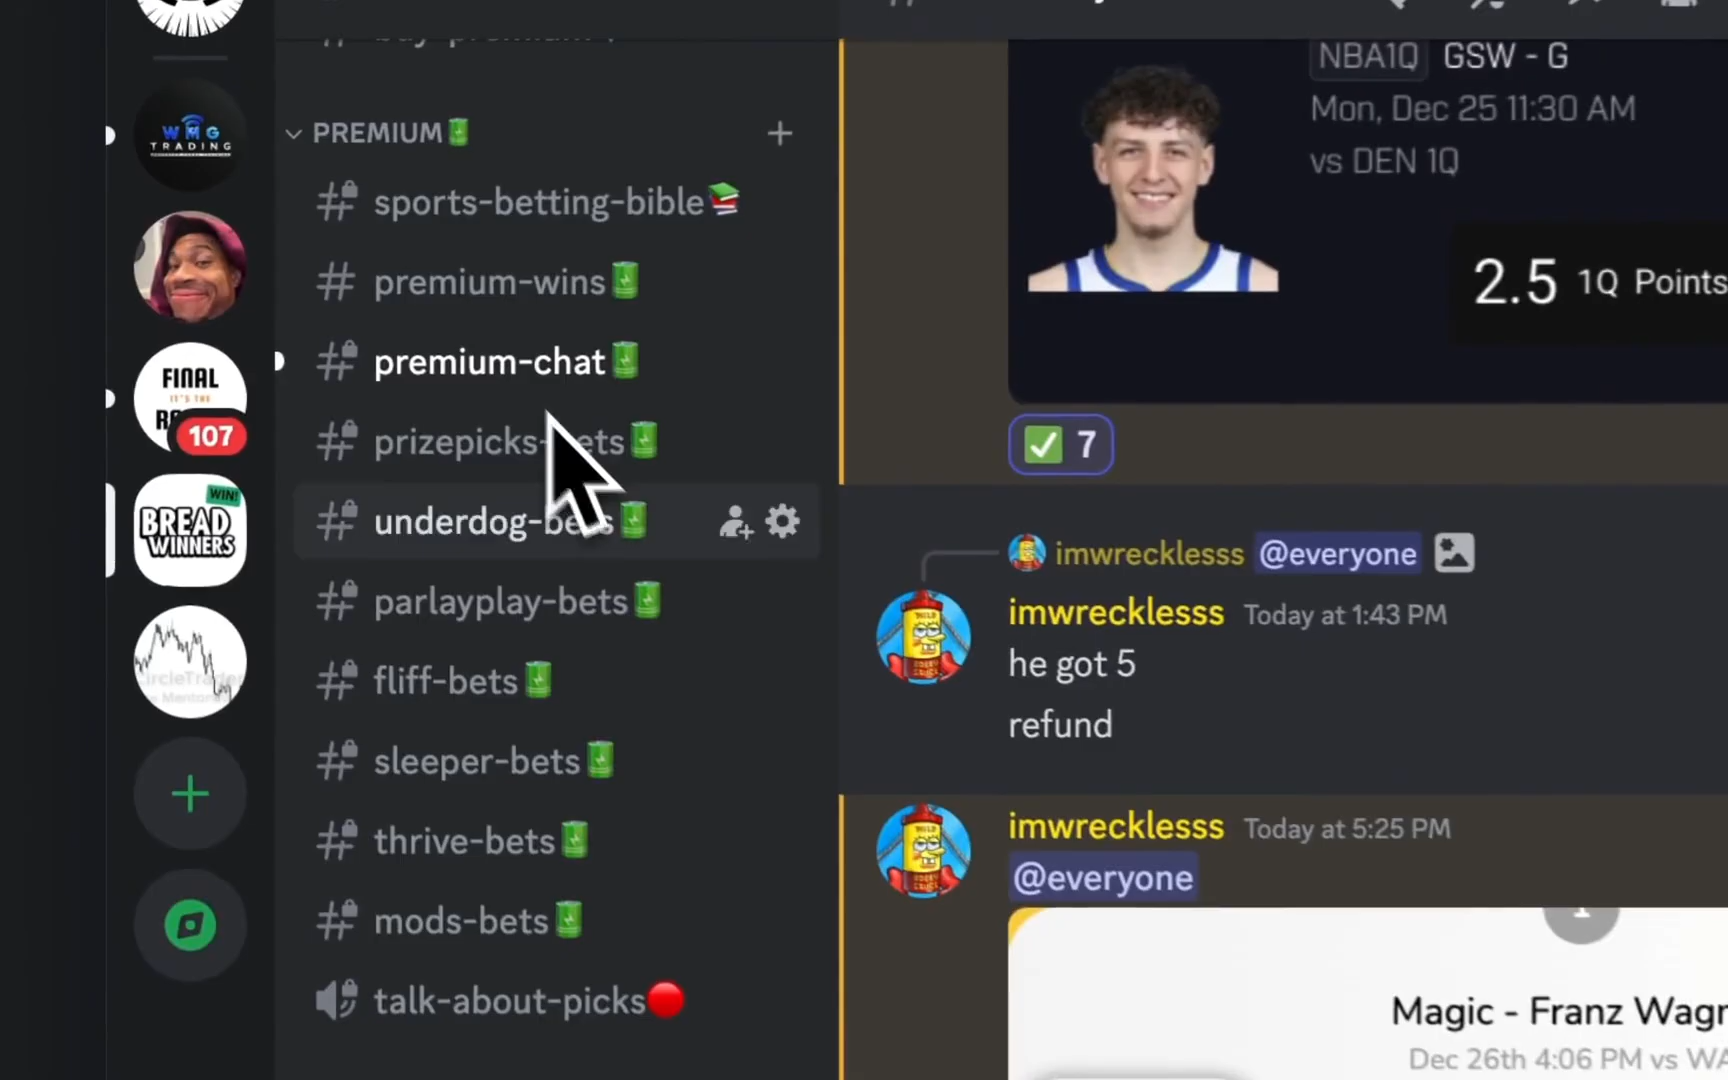 WMG
TRADING
FINAL
IT'S THE
107
WIN!
BREAD
WINNERS
PREMIUM
sports-betting-bible
premium-wins
premium-chat
prizepicks-bets
underdog-bets
parlayplay-bets
fliff-bets
sleeper-bets
thrive-bets
mods-bets
talk-about-picks
NBA1Q GSW - G
Mon, Dec 25 11:30 AM
vs DEN 1Q
2.5 1Q Points
7
imwrecklesss @everyone
imwrecklesss Today at 1:43 PM
he got 5
refund
imwrecklesss Today at 5:25 PM
@everyone
Magic - Franz Wagn
Dec 26th 4:06 PM vs WA